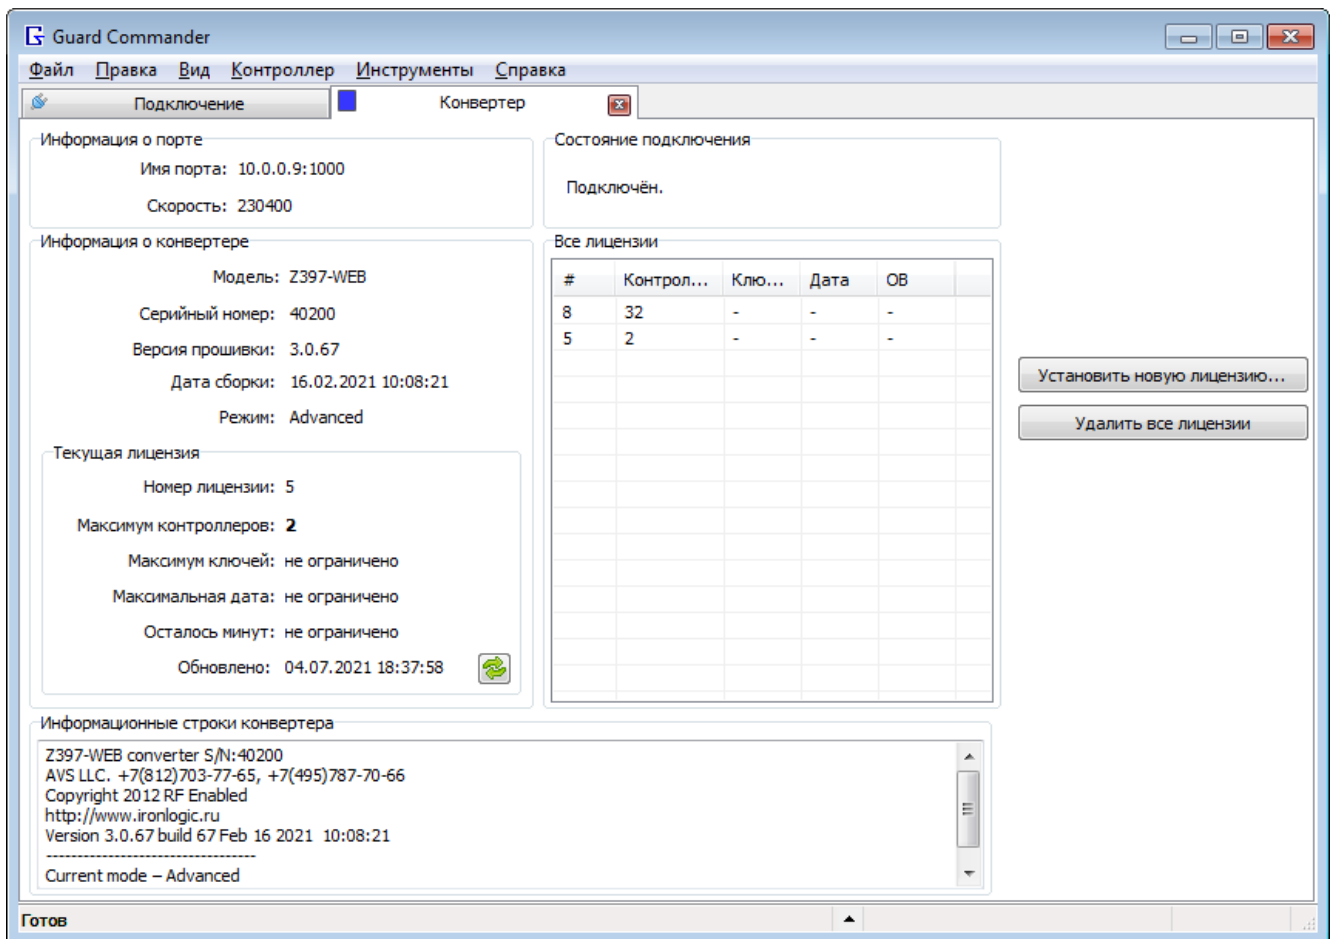 Guard Commander
Файл Правка Вид Контроллер Инструменты Справка
Подключение Конвертер
Информация о порте
Имя порта: 10.0.0.9:1000
Скорость: 230400
Состояние подключения
Подключён.
Информация о конвертере
Модель: Z397-WEB
Серийный номер: 40200
Версия прошивки: 3.0.67
Дата сборки: 16.02.2021 10:08:21
Режим: Advanced
Текущая лицензия
Номер лицензии: 5
Максимум контроллеров: 2
Максимум ключей: не ограничено
Максимальная дата: не ограничено
Осталось минут: не ограничено
Обновлено: 04.07.2021 18:37:58
Все лицензии
# Контрол... Клю... Дата ОВ
8 32 - - -
5 2 - - -
Установить новую лицензию...
Удалить все лицензии
Информационные строки конвертера
Z397-WEB converter S/N:40200
AVS LLC. +7(812)703-77-65, +7(495)787-70-66
Copyright 2012 RF Enabled
http://www.ironlogic.ru
Version 3.0.67 build 67 Feb 16 2021 10:08:21
----------------------------------
Current mode – Advanced
Готов